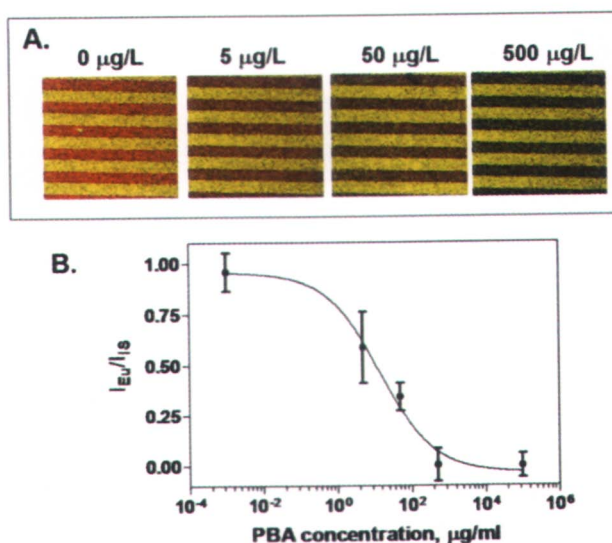 A.
0 μg/L 5 μg/L 50 μg/L 500 μg/L
B.
I_Eu/I_IS
1.00
0.75
0.50
0.25
0.00
10⁻⁴ 10⁻² 10⁰ 10² 10⁴ 10⁶
PBA concentration, μg/ml